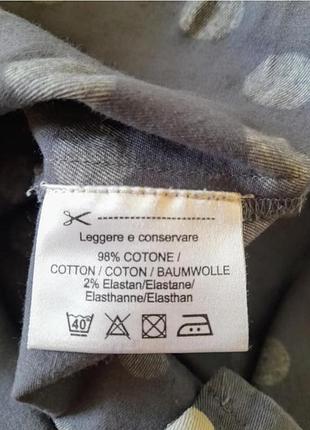 Leggere e conservare
98% COTONE /
COTTON / COTON / BAUMWOLLE
2% Elastan/Elastane/
Elasthanne/Elasthan
40